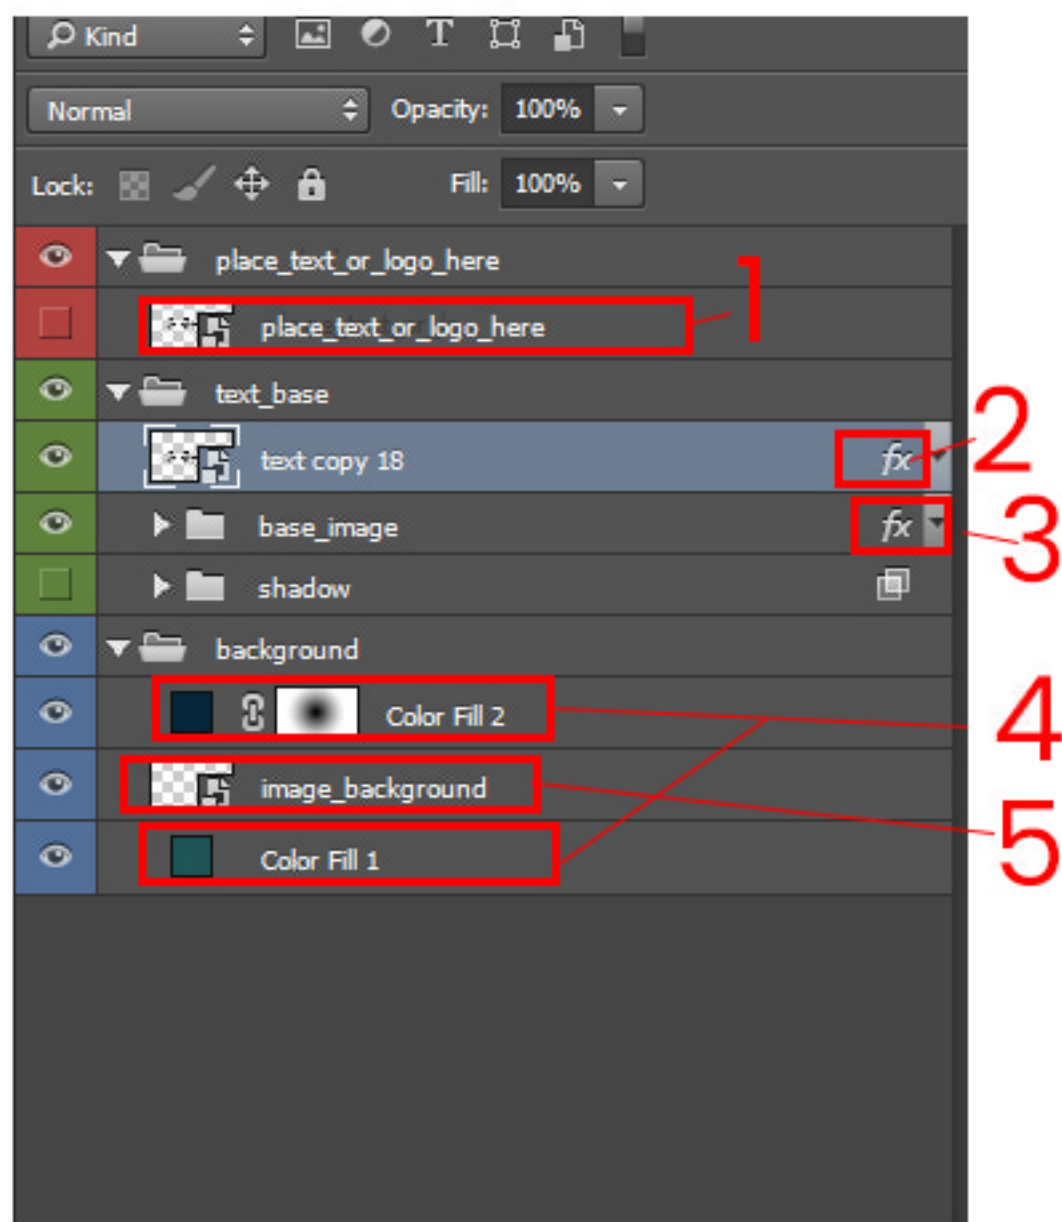 Kind T
Normal Opacity: 100%
Lock: Fill: 100%
place_text_or_logo_here
1
place_text_or_logo_here
text_base
2
text copy 18 fx
3
base_image fx
shadow
background
4
Color Fill 2
image_background
5
Color Fill 1